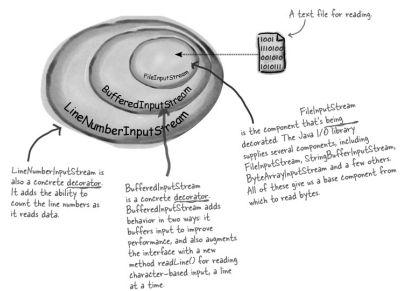 A text file for reading.
1001
1110100
001010
010111
FileInputStream
BufferedInputStream
LineNumberInputStream
FileInputStream
is the component that's being
decorated. The Java I/O library
supplies several components, including
FileInputStream, StringBufferInputStream,
ByteArrayInputStream and a few others.
All of these give us a base component from
which to read bytes.
LineNumberInputStream is
also a concrete decorator.
It adds the ability to
count the line numbers as
it reads data.
BufferedInputStream
is a concrete decorator.
BufferedInputStream adds
behavior in two ways: it
buffers input to improve
performance, and also augments
the interface with a new
method readLine() for reading
character-based input, a line
at a time.